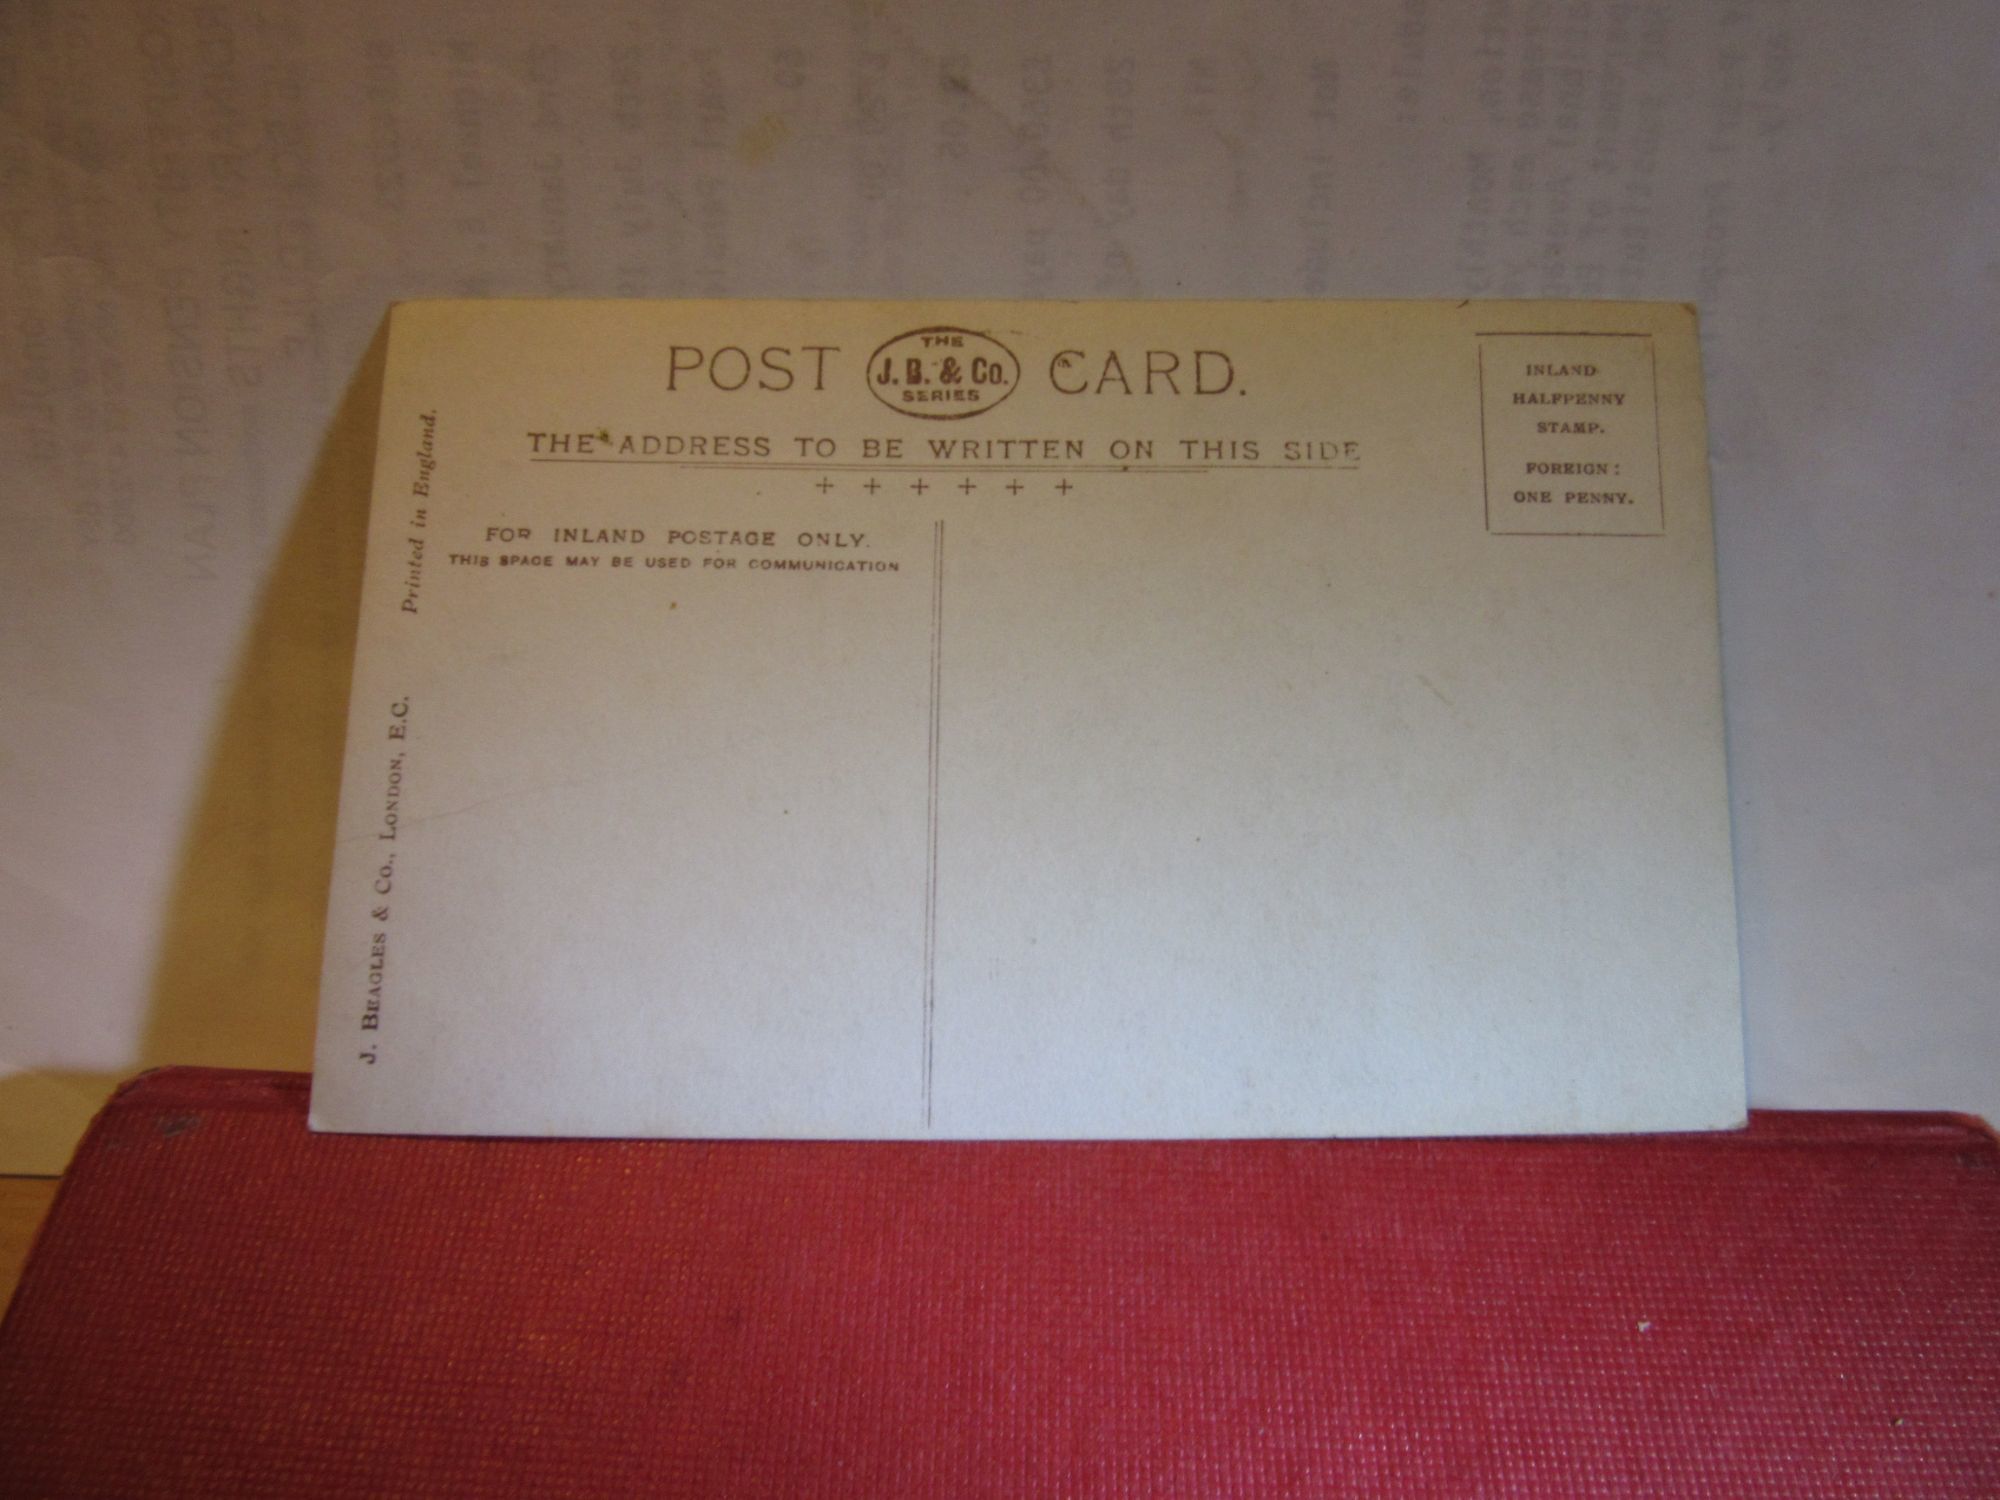 POST THE J. B. & Co. SERIES CARD.
THE ADDRESS TO BE WRITTEN ON THIS SIDE
+ + + + + +
INLAND
HALFPENNY
STAMP.
FOREIGN:
ONE PENNY.
FOR INLAND POSTAGE ONLY.
THIS SPACE MAY BE USED FOR COMMUNICATION
J. BEAGLES & Co., LONDON, E.C. Printed in England.